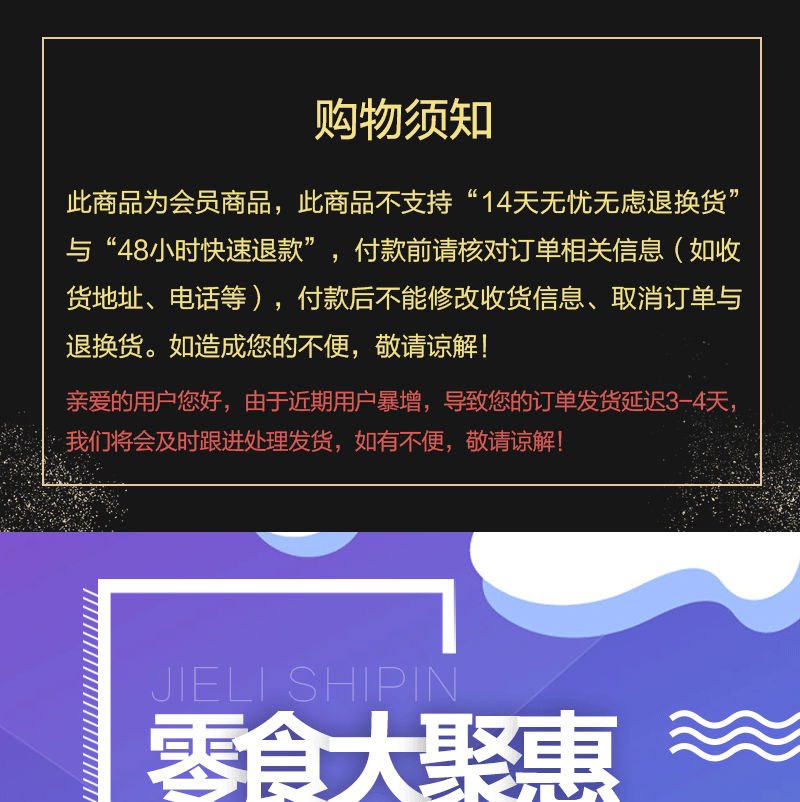 购物须知
此商品为会员商品，此商品不支持“14天无忧无虑退换货”
与“48小时快速退款”，付款前请核对订单相关信息（如收
货地址、电话等），付款后不能修改收货信息、取消订单与
退换货。如造成您的不便，敬请谅解！
亲爱的用户您好，由于近期用户暴增，导致您的订单发货延迟3-4天，
我们将会及时跟进处理发货，如有不便，敬请谅解！
JIELI SHIPIN
零食大聚惠